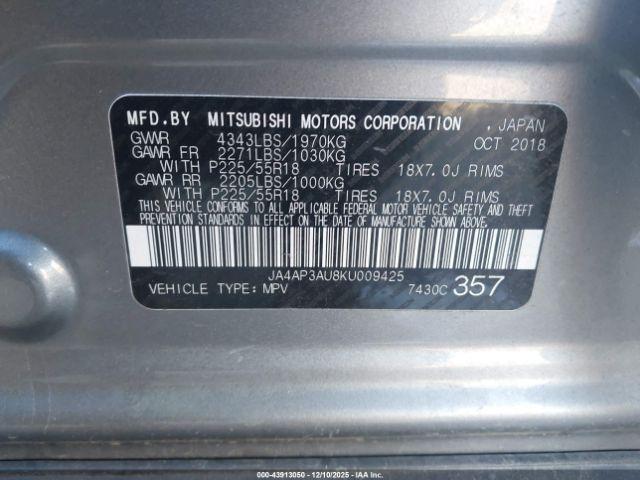 MFD.BY MITSUBISHI MOTORS CORPORATION , JAPAN
GVWR 4343LBS/1970KG OCT 2018
GAWR FR 2271LBS/1030KG
WITH P225/55R18 TIRES 18X7.0J RIMS
GAWR RR 2205LBS/1000KG
WITH P225/55R18 TIRES 18X7.0J RIMS
THIS VEHICLE CONFORMS TO ALL APPLICABLE FEDERAL MOTOR VEHICLE SAFETY AND THEFT
PREVENTION STANDARDS IN EFFECT ON THE DATE OF MANUFACTURE SHOWN ABOVE.
JA4AP3AU8KU009425
VEHICLE TYPE: MPV 7430C 357
000-43913050 - 12/10/2025 - IAAI.COM